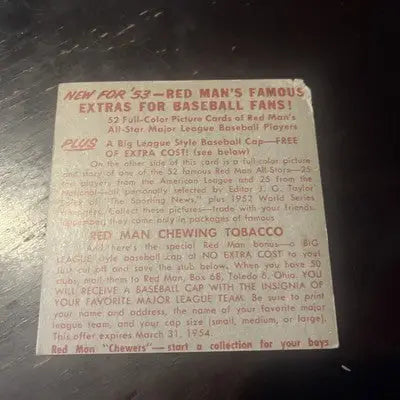 NEW FOR '53—RED MAN'S FAMOUS
EXTRAS FOR BASEBALL FANS!
52 Full-Color Picture Cards of Red Man's
All-Star Major League Baseball Players
PLUS A Big League Style Baseball Cap—FREE
OF EXTRA COST! (see below)
On the other side of this card is a full-color picture
and story of one of the 52 famous Red Man All-Stars—25
the players from the American League and 25 from the
National—all personally selected by Editor J. G. Taylor
Spink of "The Sporting News," plus 1952 World Series
Managers. Collect these pictures—trade with your friends.
Remember, they come only in packages of famous
RED MAN CHEWING TOBACCO
And here's the special Red Man bonus—a BIG
LEAGUE style baseball cap at NO EXTRA COST to you!
Just cut off and save the stub below. When you have 50
stubs, mail them to Red Man, Box 68, Toledo 6, Ohio. YOU
WILL RECEIVE A BASEBALL CAP WITH THE INSIGNIA OF
YOUR FAVORITE MAJOR LEAGUE TEAM. Be sure to print
your name and address, the name of your favorite major
league team, and your cap size (small, medium, or large).
This offer expires March 31, 1954.
Red Man "Chewers"— start a collection for your boys